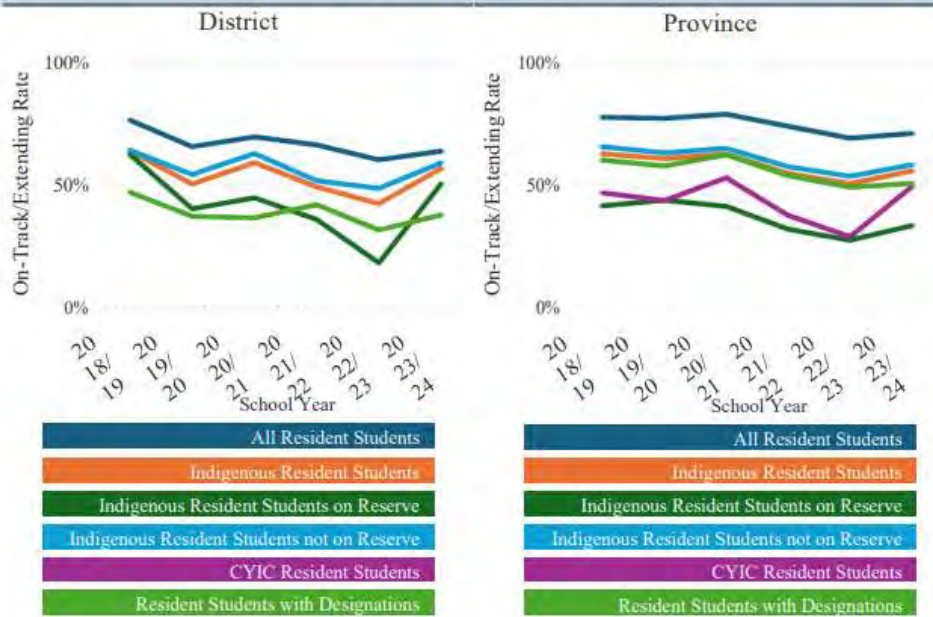 District
100%
50%
0%
On-Track/Extending Rate
20
18/
19
20
19/
20
20
20/
21
20
21/
22
20
22/
23
20
23/
24
School Year
All Resident Students
Indigenous Resident Students
Indigenous Resident Students on Reserve
Indigenous Resident Students not on Reserve
CYIC Resident Students
Resident Students with Designations
Province
100%
50%
0%
On-Track/Extending Rate
20
18/
19
20
19/
20
20
20/
21
20
21/
22
20
22/
23
20
23/
24
School Year
All Resident Students
Indigenous Resident Students
Indigenous Resident Students on Reserve
Indigenous Resident Students not on Reserve
CYIC Resident Students
Resident Students with Designations